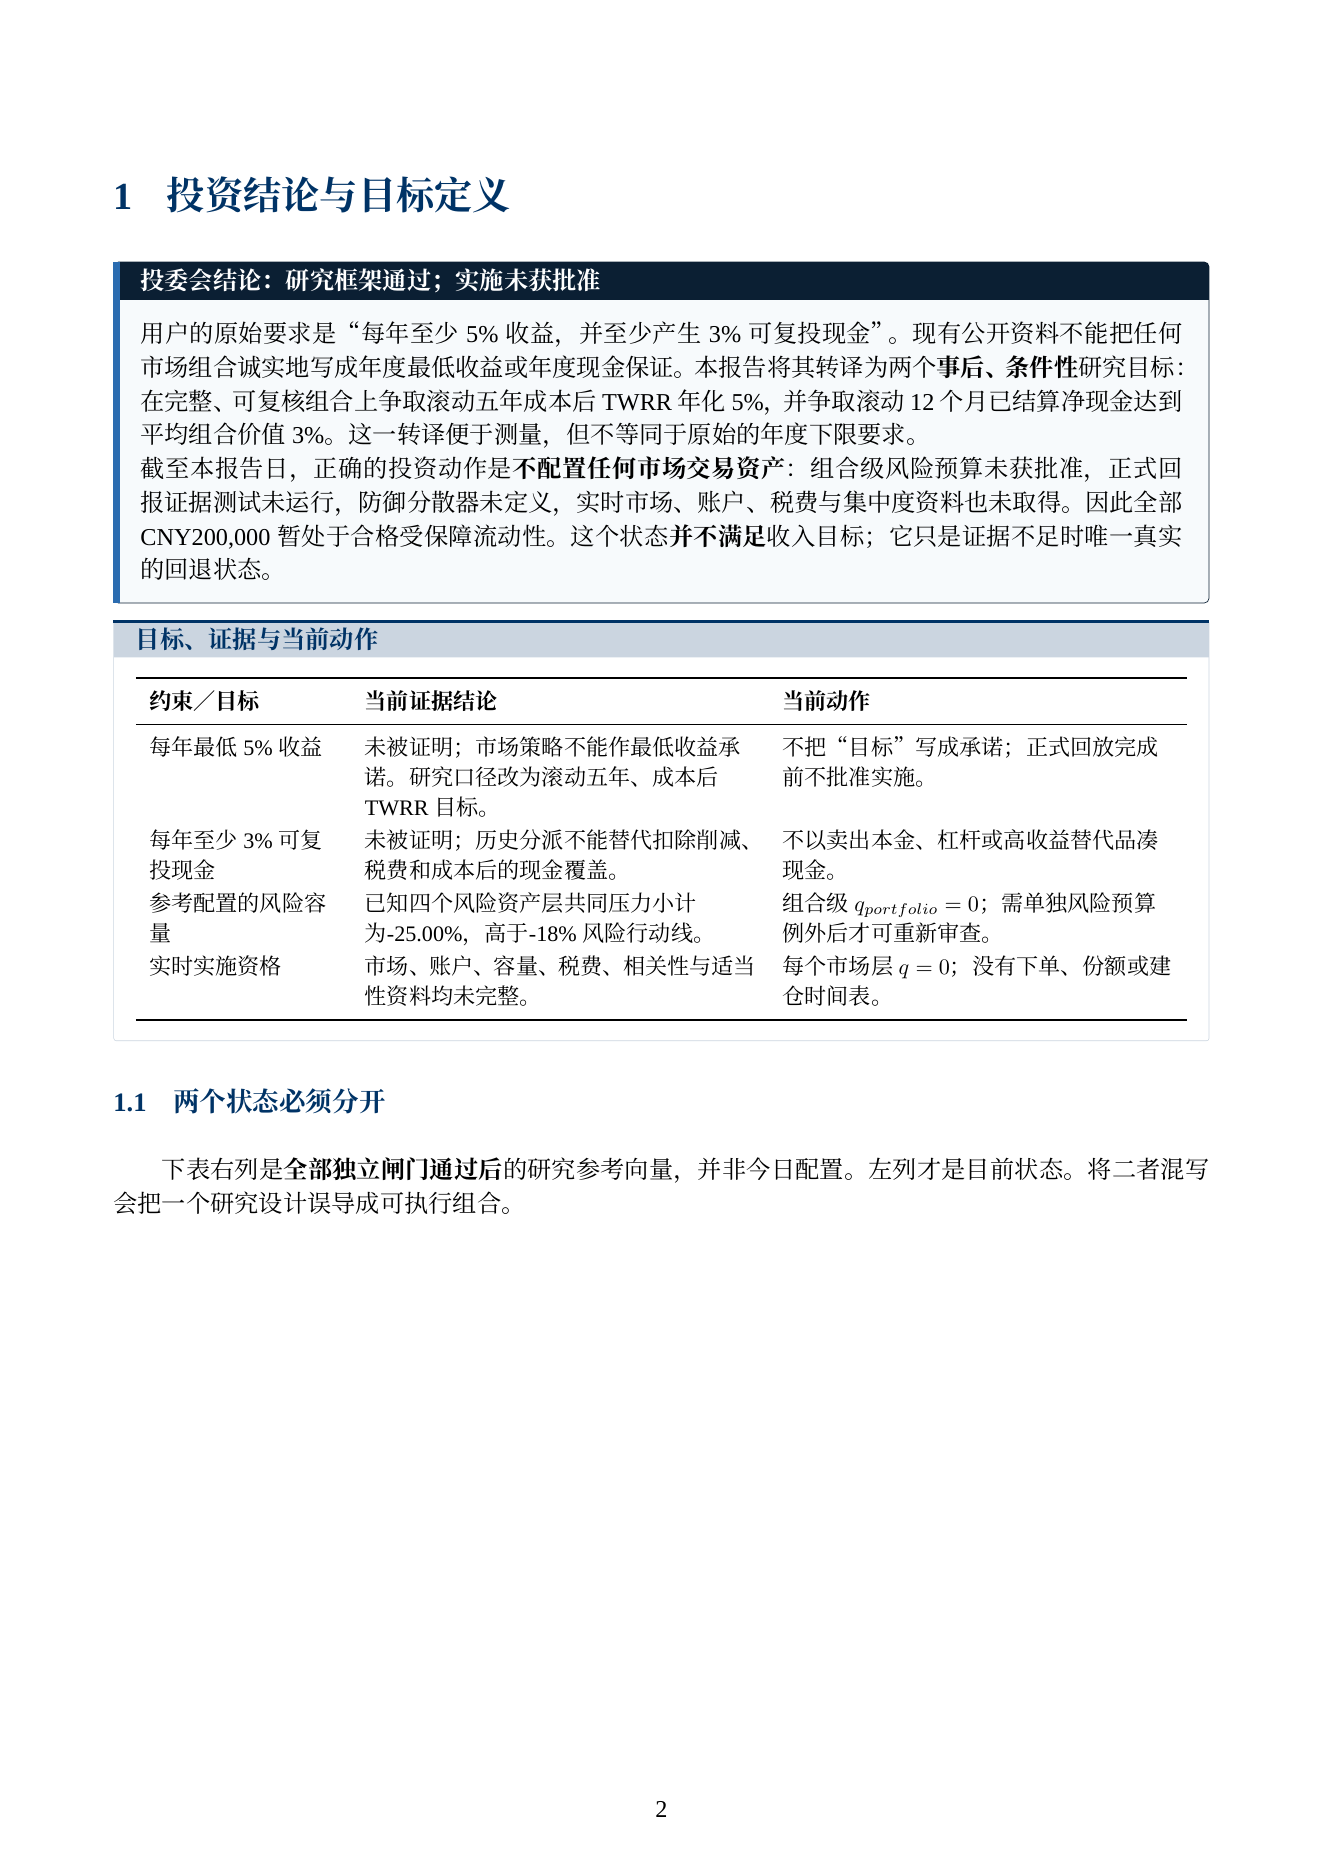 1 投资结论与目标定义
投委会结论：研究框架通过；实施未获批准
用户的原始要求是“每年至少 5% 收益，并至少产生 3% 可复投现金”。现有公开资料不能把任何
市场组合诚实地写成年度最低收益或年度现金保证。本报告将其转译为两个事后、条件性研究目标：
在完整、可复核组合上争取滚动五年成本后 TWRR 年化 5%，并争取滚动 12 个月已结算净现金达到
平均组合价值 3%。这一转译便于测量，但不等同于原始的年度下限要求。
截至本报告日，正确的投资动作是不配置任何市场交易资产：组合级风险预算未获批准，正式回
报证据测试未运行，防御分散器未定义，实时市场、账户、税费与集中度资料也未取得。因此全部
CNY200,000 暂处于合格受保障流动性。这个状态并不满足收入目标；它只是证据不足时唯一真实
的回退状态。
目标、证据与当前动作
约束／目标 当前证据结论 当前动作
每年最低 5% 收益 未被证明；市场策略不能作最低收益承 不把“目标”写成承诺；正式回放完成
诺。研究口径改为滚动五年、成本后 前不批准实施。
TWRR 目标。
每年至少 3% 可复 未被证明；历史分派不能替代扣除削减、 不以卖出本金、杠杆或高收益替代品凑
投现金 税费和成本后的现金覆盖。 现金。
参考配置的风险容 已知四个风险资产层共同压力小计 组合级 q_portfolio = 0；需单独风险预算
量 为-25.00%，高于-18% 风险行动线。 例外后才可重新审查。
实时实施资格 市场、账户、容量、税费、相关性与适当 每个市场层 q = 0；没有下单、份额或建
性资料均未完整。 仓时间表。
1.1 两个状态必须分开
下表右列是全部独立闸门通过后的研究参考向量，并非今日配置。左列才是目前状态。将二者混写
会把一个研究设计误导成可执行组合。
2